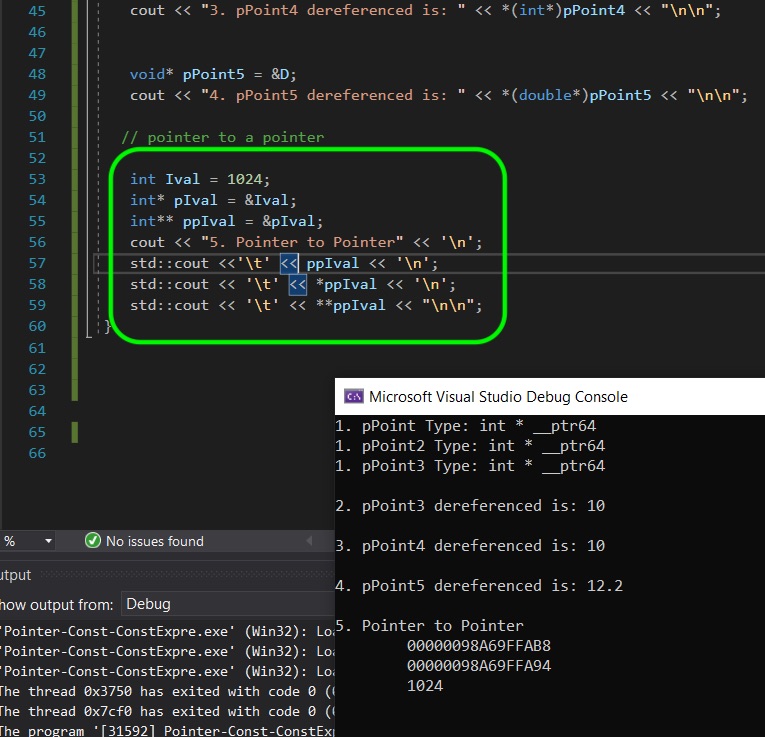 45 cout << "3. pPoint4 dereferenced is: " << *(int*)pPoint4 << "\n\n";
46
47
48 void* pPoint5 = &D;
49 cout << "4. pPoint5 dereferenced is: " << *(double*)pPoint5 << "\n\n";
50
51 // pointer to a pointer
52
53 int Ival = 1024;
54 int* pIval = &Ival;
55 int** ppIval = &pIval;
56 cout << "5. Pointer to Pointer" << '\n';
57 std::cout <<'\t' << ppIval << '\n';
58 std::cout << '\t' << *ppIval << '\n';
59 std::cout << '\t' << **ppIval << "\n\n";
60 }
61
62
63
64
65
66
% No issues found
utput
how output from: Debug
'Pointer-Const-ConstExpre.exe' (Win32): Loa
'Pointer-Const-ConstExpre.exe' (Win32): Loa
'Pointer-Const-ConstExpre.exe' (Win32): Loa
The thread 0x3750 has exited with code 0 (
The thread 0x7cf0 has exited with code 0 (
The program '[31592] Pointer-Const-ConstExp
C:\ Microsoft Visual Studio Debug Console
1. pPoint Type: int * __ptr64
1. pPoint2 Type: int * __ptr64
1. pPoint3 Type: int * __ptr64
2. pPoint3 dereferenced is: 10
3. pPoint4 dereferenced is: 10
4. pPoint5 dereferenced is: 12.2
5. Pointer to Pointer
00000098A69FFAB8
00000098A69FFA94
1024